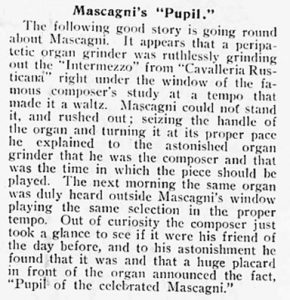 Mascagni's "Pupil."
The following good story is going round
about Mascagni. It appears that a peripa-
tetic organ grinder was ruthlessly grinding
out the "Intermezzo" from "Cavalleria Rus-
ticana" right under the window of the fa-
mous composer's study at a tempo that
made it a waltz. Mascagni could not stand
it, and rushed out; seizing the handle of
the organ and turning it at its proper pace
he explained to the astonished organ
grinder that he was the composer and that
was the time in which the piece should be
played. The next morning the same organ
was duly heard outside Mascagni's window
playing the same selection in the proper
tempo. Out of curiosity the composer just
took a glance to see if it were his friend of
the day before, and to his astonishment he
found that it was and that a huge placard
in front of the organ announced the fact,
"Pupil of the celebrated Mascagni."